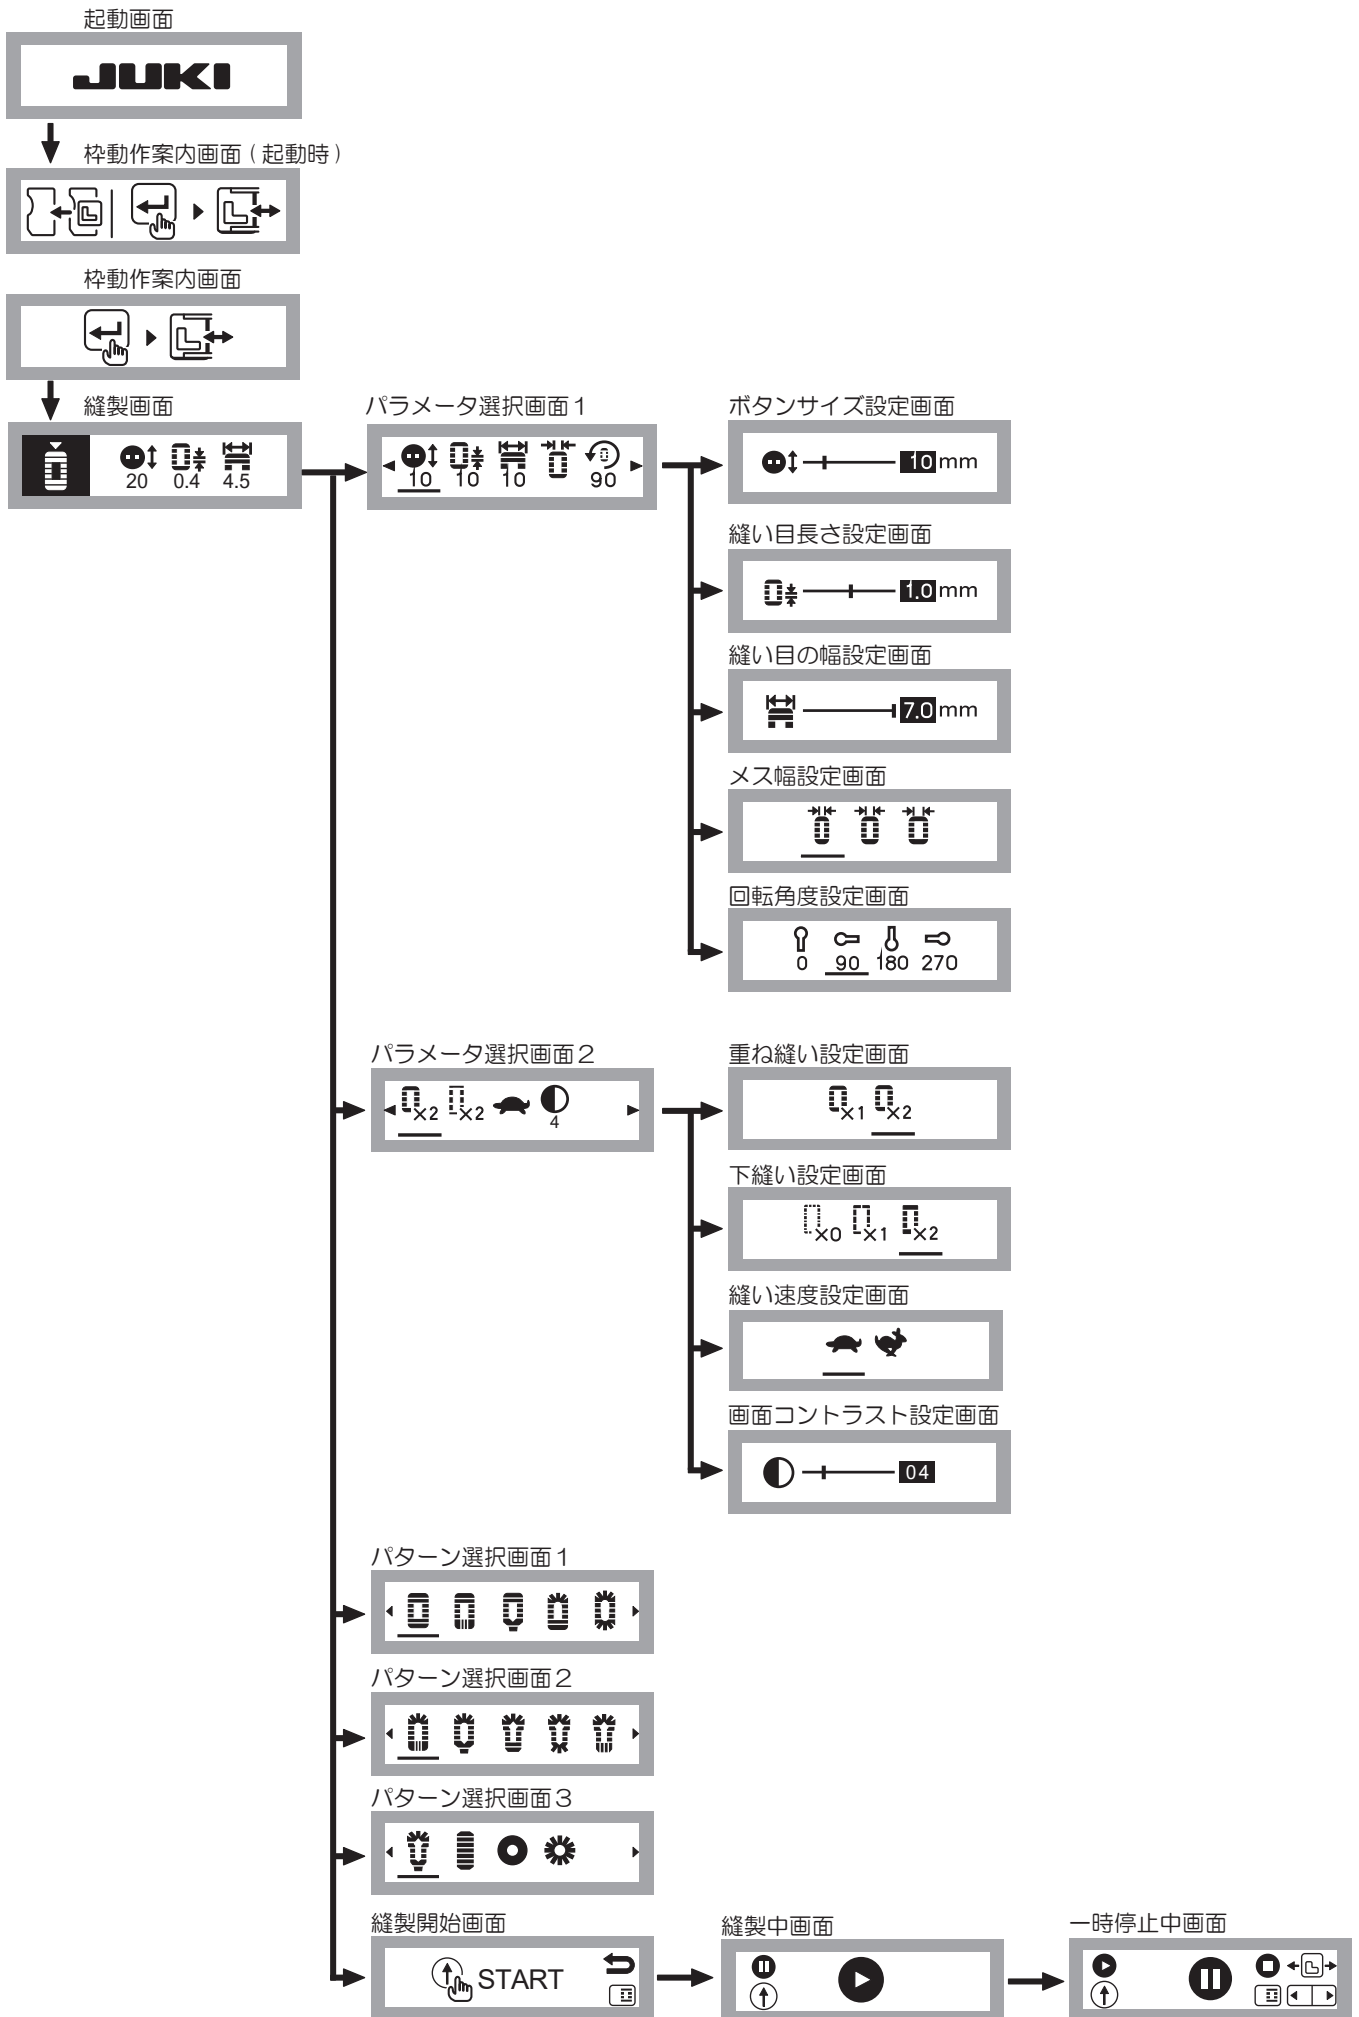 起動画面
JUKI
枠動作案内画面(起動時)
枠動作案内画面
縫製画面
20 0.4 4.5
パラメータ選択画面1
10 10 10 90
ボタンサイズ設定画面
10 mm
縫い目長さ設定画面
1.0 mm
縫い目の幅設定画面
7.0 mm
メス幅設定画面
回転角度設定画面
0 90 180 270
パラメータ選択画面2
×2 ×2 4
重ね縫い設定画面
×1 ×2
下縫い設定画面
×0 ×1 ×2
縫い速度設定画面
画面コントラスト設定画面
04
パターン選択画面1
パターン選択画面2
パターン選択画面3
縫製開始画面
START
縫製中画面
一時停止中画面